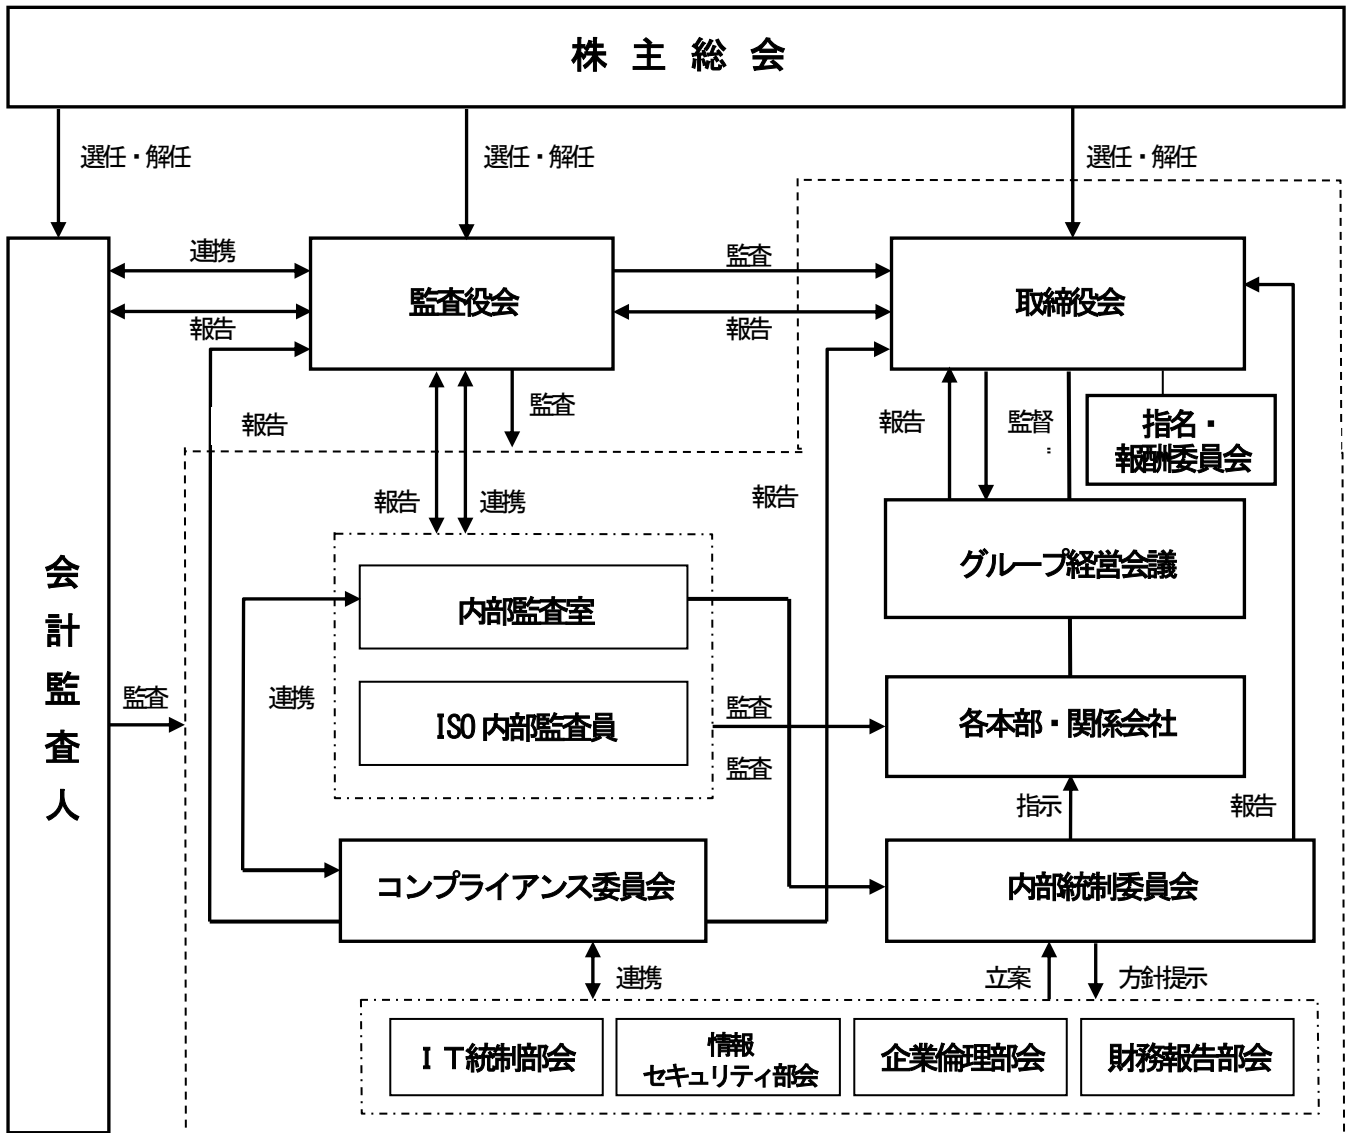 株 主 総 会
選任・解任
選任・解任
選任・解任
連携
監査
監査役会
取締役会
報告
報告
監査
報告
報告
監督
:
指名・
報酬委員会
報告
連携
報告
グループ経営会議
会計監査人
内部監査室
連携
監査
ISO 内部監査員
監査
各本部・関係会社
監査
指示
報告
コンプライアンス委員会
内部統制委員会
連携
立案
方針提示
ＩＴ統制部会
情報
セキュリティ部会
企業倫理部会
財務報告部会